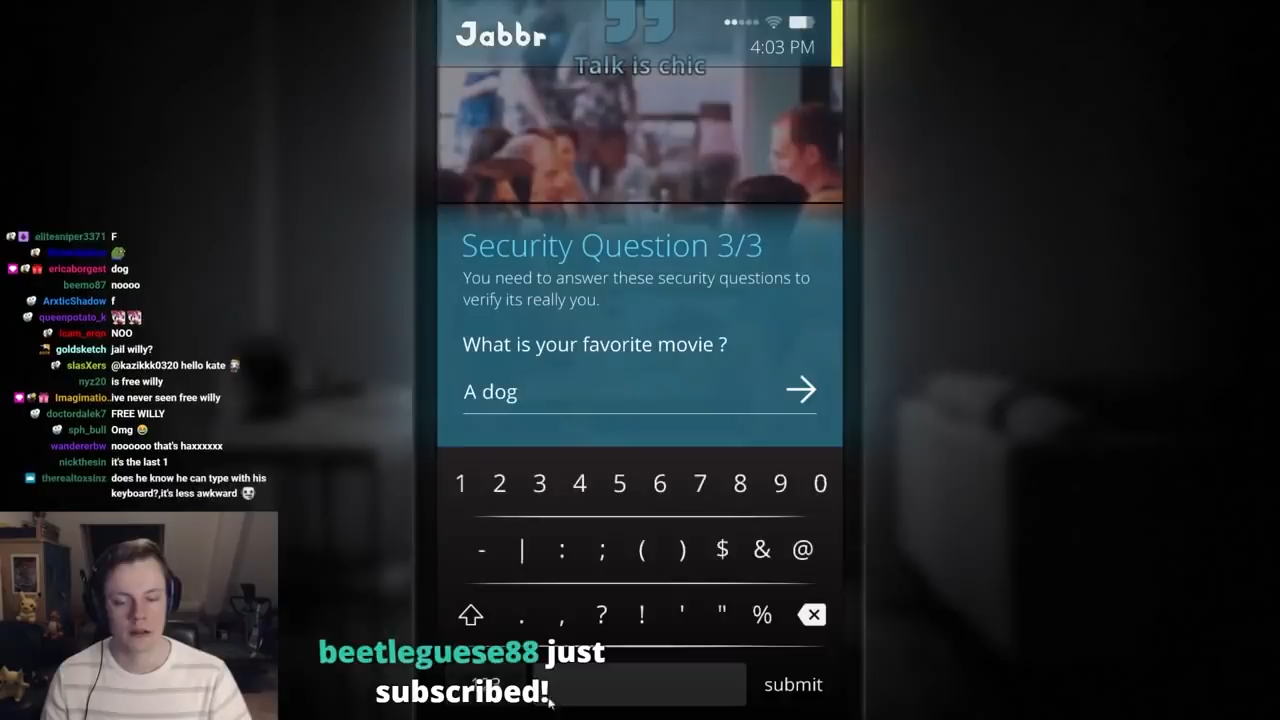 Jabbr
4:03 PM
Talk is chic
Security Question 3/3
You need to answer these security questions to
verify its really you.
What is your favorite movie ?
A dog
1 2 3 4 5 6 7 8 9 0
- | : ; ( ) $ & @
. , ? ! ' " %
submit
elitesniper3371 F
ericaborgest dog
beemo87 noooo
ArxticShadow f
queenpotato_k
icam_eron NOO
goldsketch jail willy?
slasXers @kazikkk0320 hello kate
nyz20 is free willy
Imaginatio.. ive never seen free willy
doctordalek7 FREE WILLY
sph_bull Omg
wandererbw noooooo that's haxxxxxx
nickthesin it's the last 1
therealtoxsinz does he know he can type with his
keyboard?,it's less awkward
beetleguese88 just
subscribed!